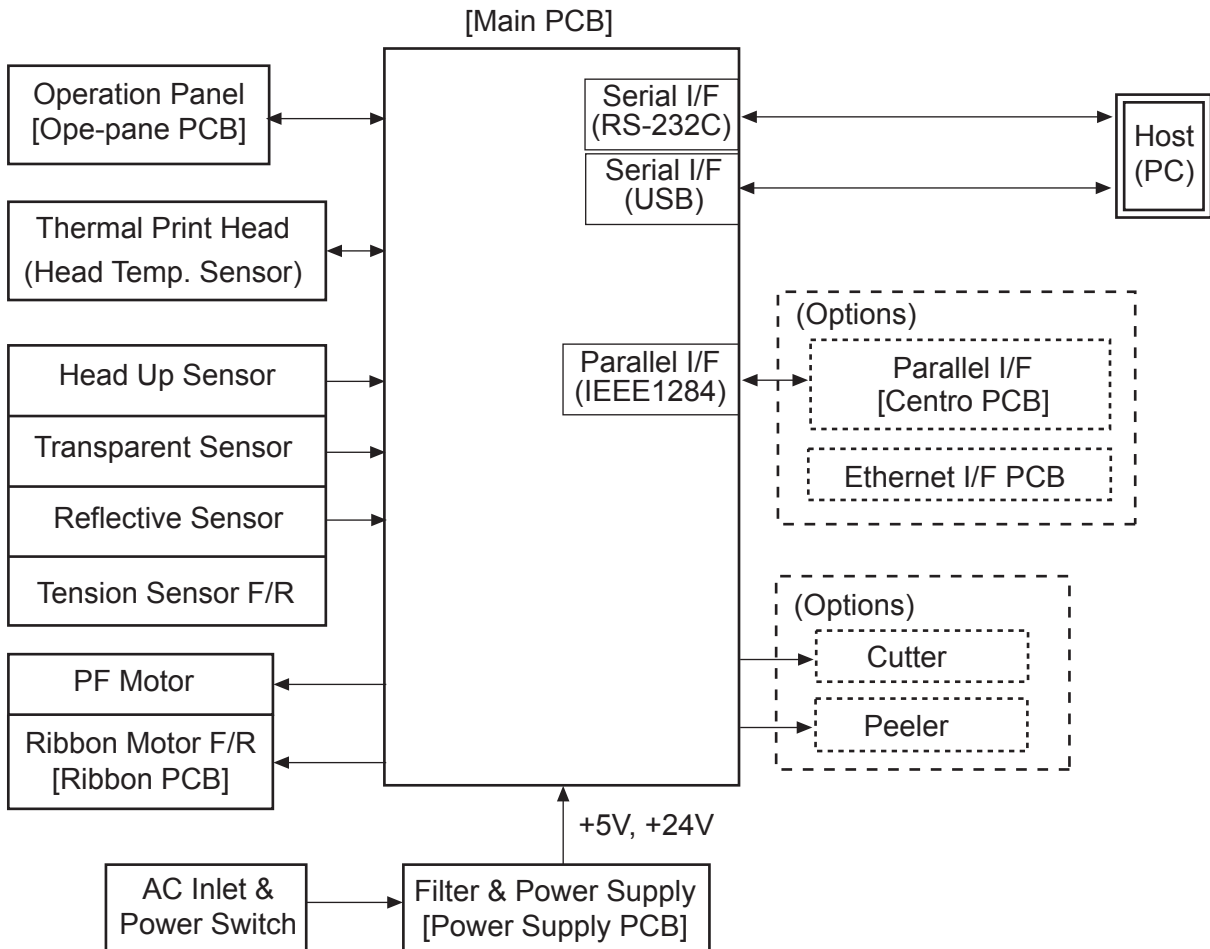 [Main PCB]
Operation Panel
[Ope-pane PCB]
Thermal Print Head
(Head Temp. Sensor)
Head Up Sensor
Transparent Sensor
Reflective Sensor
Tension Sensor F/R
PF Motor
Ribbon Motor F/R
[Ribbon PCB]
Serial I/F
(RS-232C)
Serial I/F
(USB)
Parallel I/F
(IEEE1284)
Host
(PC)
(Options)
Parallel I/F
[Centro PCB]
Ethernet I/F PCB
(Options)
Cutter
Peeler
+5V, +24V
AC Inlet &
Power Switch
Filter & Power Supply
[Power Supply PCB]